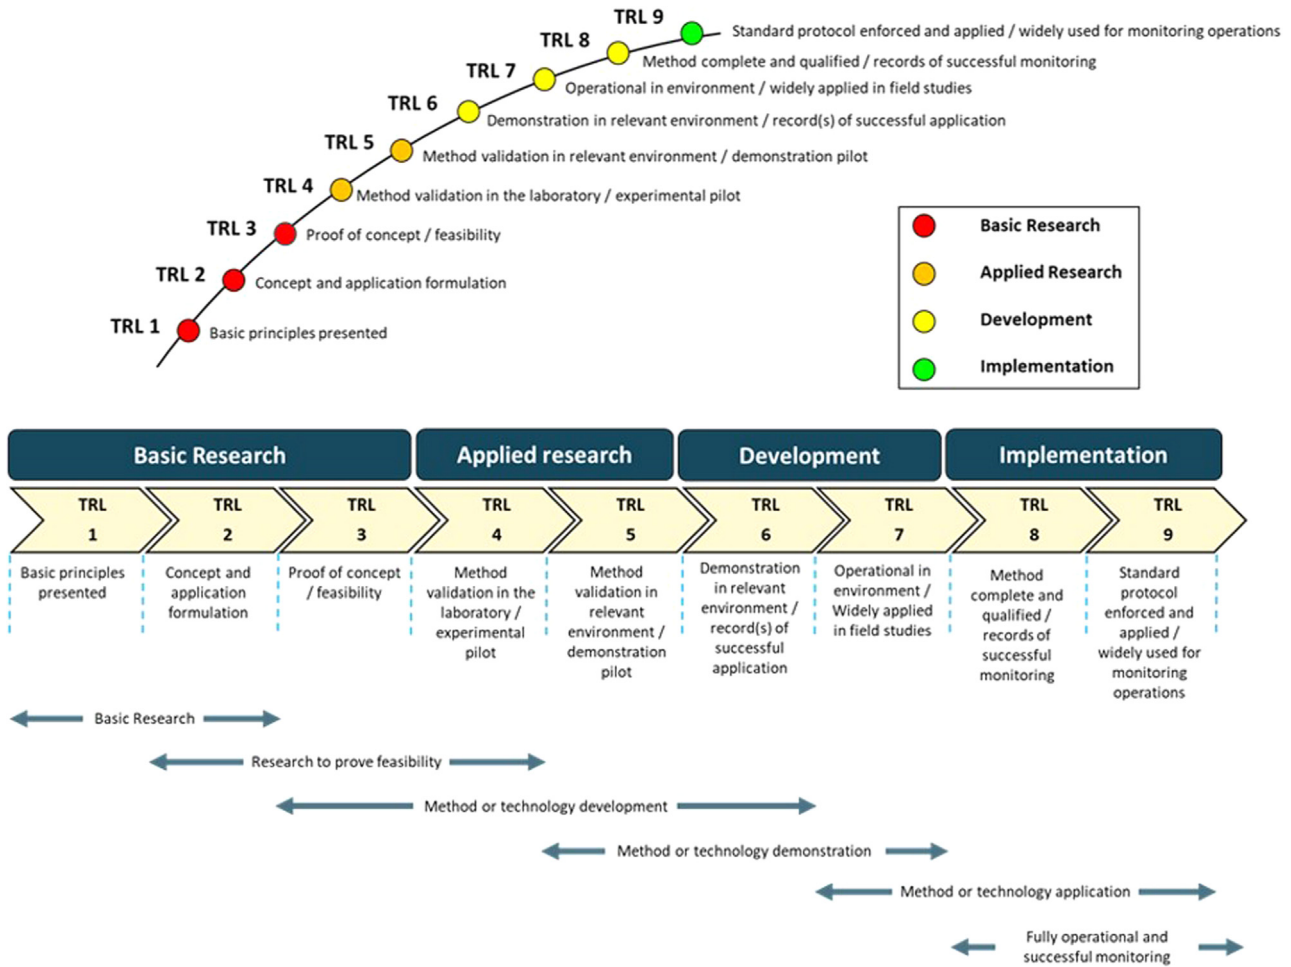 TRL 9
Standard protocol enforced and applied / widely used for monitoring operations
TRL 8
Method complete and qualified / records of successful monitoring
TRL 7
Operational in environment / widely applied in field studies
TRL 6
Demonstration in relevant environment / record(s) of successful application
TRL 5
Method validation in relevant environment / demonstration pilot
TRL 4
Method validation in the laboratory / experimental pilot
TRL 3
Proof of concept / feasibility
TRL 2
Concept and application formulation
TRL 1
Basic principles presented
Basic Research
Applied Research
Development
Implementation
Basic Research
Applied research
Development
Implementation
TRL
1
TRL
2
TRL
3
TRL
4
TRL
5
TRL
6
TRL
7
TRL
8
TRL
9
Basic principles
presented
Concept and
application
formulation
Proof of concept
/ feasibility
Method
validation in the
laboratory /
experimental
pilot
Method
validation in
relevant
environment /
demonstration
pilot
Demonstration
in relevant
environment /
record(s) of
successful
application
Operational in
environment /
Widely applied
in field studies
Method
complete and
qualified /
records of
successful
monitoring
Standard
protocol
enforced and
applied /
widely used for
monitoring
operations
Basic Research
Research to prove feasibility
Method or technology development
Method or technology demonstration
Method or technology application
Fully operational and
successful monitoring